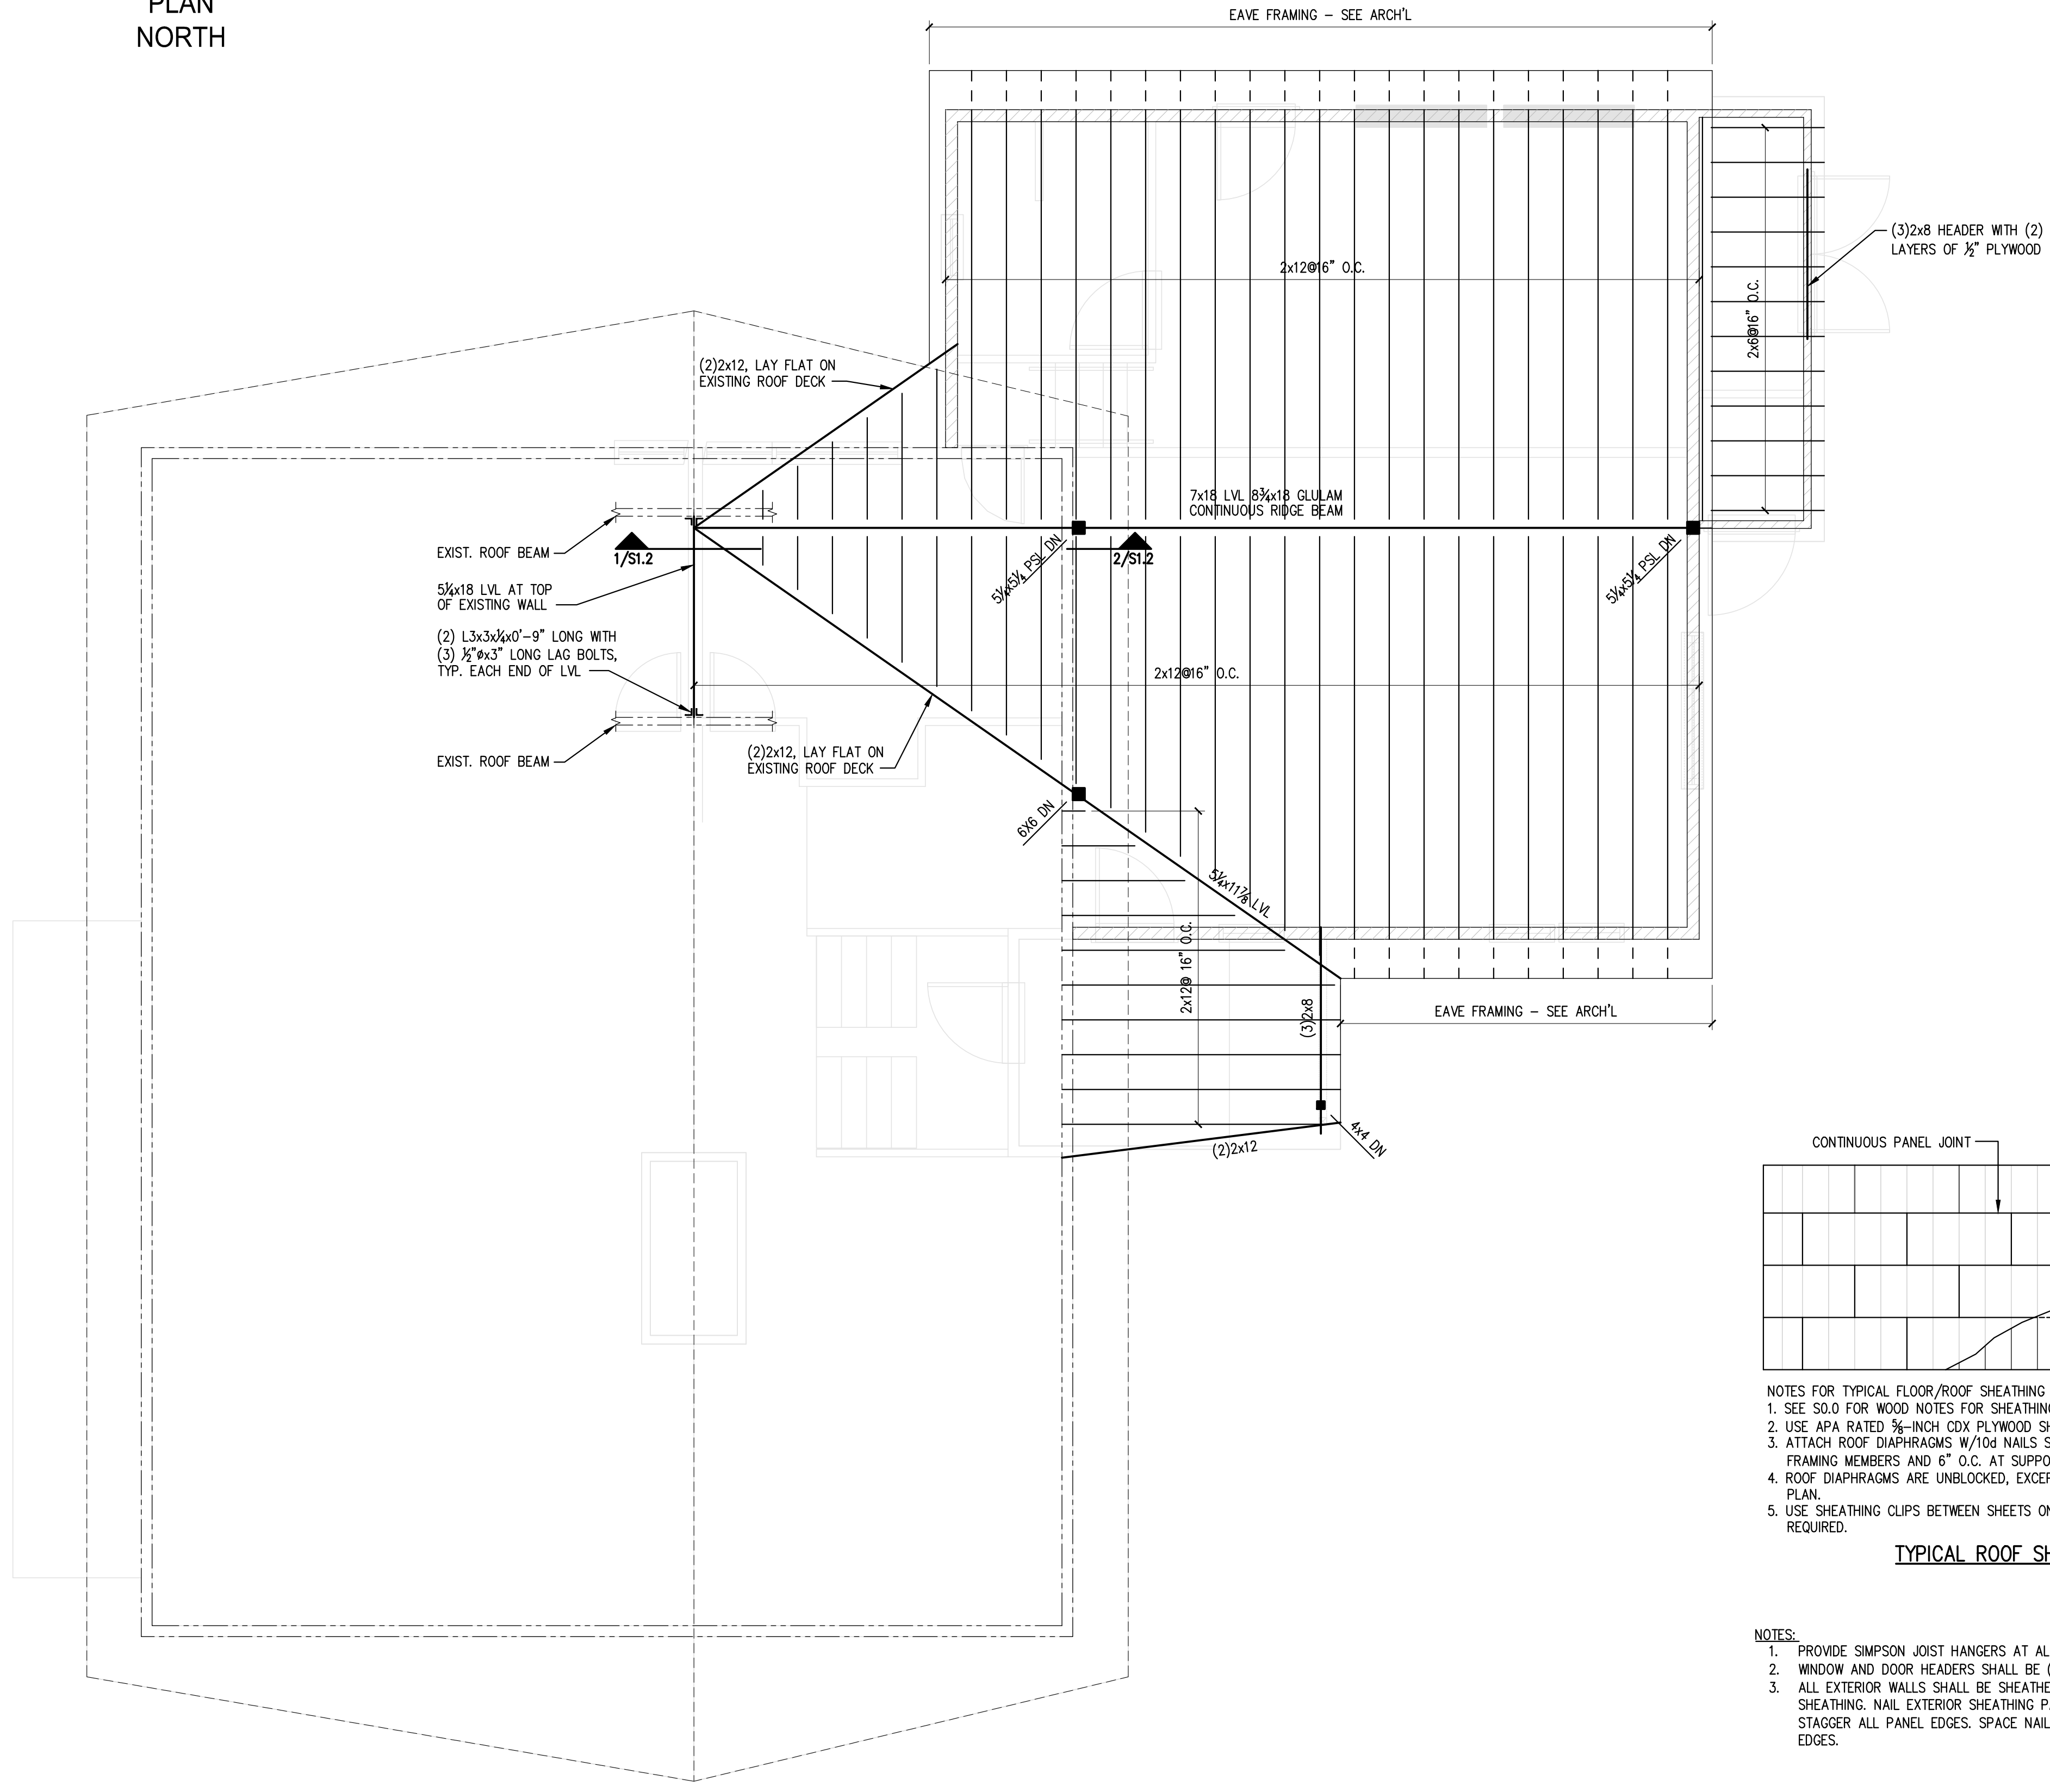 PLAN
NORTH
EAVE FRAMING – SEE ARCH'L
(3)2x8 HEADER WITH (2)
LAYERS OF ½" PLYWOOD
2x12@16" O.C.
2x6@16" O.C.
(2)2x12, LAY FLAT ON
EXISTING ROOF DECK
7x18 LVL 8¾x18 GLULAM
CONTINUOUS RIDGE BEAM
EXIST. ROOF BEAM
1/S1.2
5¼x5¼ PSL DN
2/S1.2
5¼x5¼ PSL DN
5¼x18 LVL AT TOP
OF EXISTING WALL
(2) L3x3x¼x0'-9" LONG WITH
(3) ½"øx3" LONG LAG BOLTS,
TYP. EACH END OF LVL
2x12@16" O.C.
EXIST. ROOF BEAM
(2)2x12, LAY FLAT ON
EXISTING ROOF DECK
6X6 DN
5¼x11⅞ LVL
2x12@ 16" O.C.
(3)2x8
EAVE FRAMING – SEE ARCH'L
(2)2x12
4x4 DN
CONTINUOUS PANEL JOINT
NOTES FOR TYPICAL FLOOR/ROOF SHEATHING
1. SEE S0.0 FOR WOOD NOTES FOR SHEATHING
2. USE APA RATED ⅝-INCH CDX PLYWOOD
3. ATTACH ROOF DIAPHRAGMS W/10d NAILS
FRAMING MEMBERS AND 6" O.C. AT
4. ROOF DIAPHRAGMS ARE UNBLOCKED,
PLAN.
5. USE SHEATHING CLIPS BETWEEN SHEETS
REQUIRED.
TYPICAL ROOF
NOTES:
1. PROVIDE SIMPSON JOIST HANGERS AT
2. WINDOW AND DOOR HEADERS SHALL BE
3. ALL EXTERIOR WALLS SHALL BE
SHEATHING. NAIL EXTERIOR SHEATHING
STAGGER ALL PANEL EDGES. SPACE
EDGES.